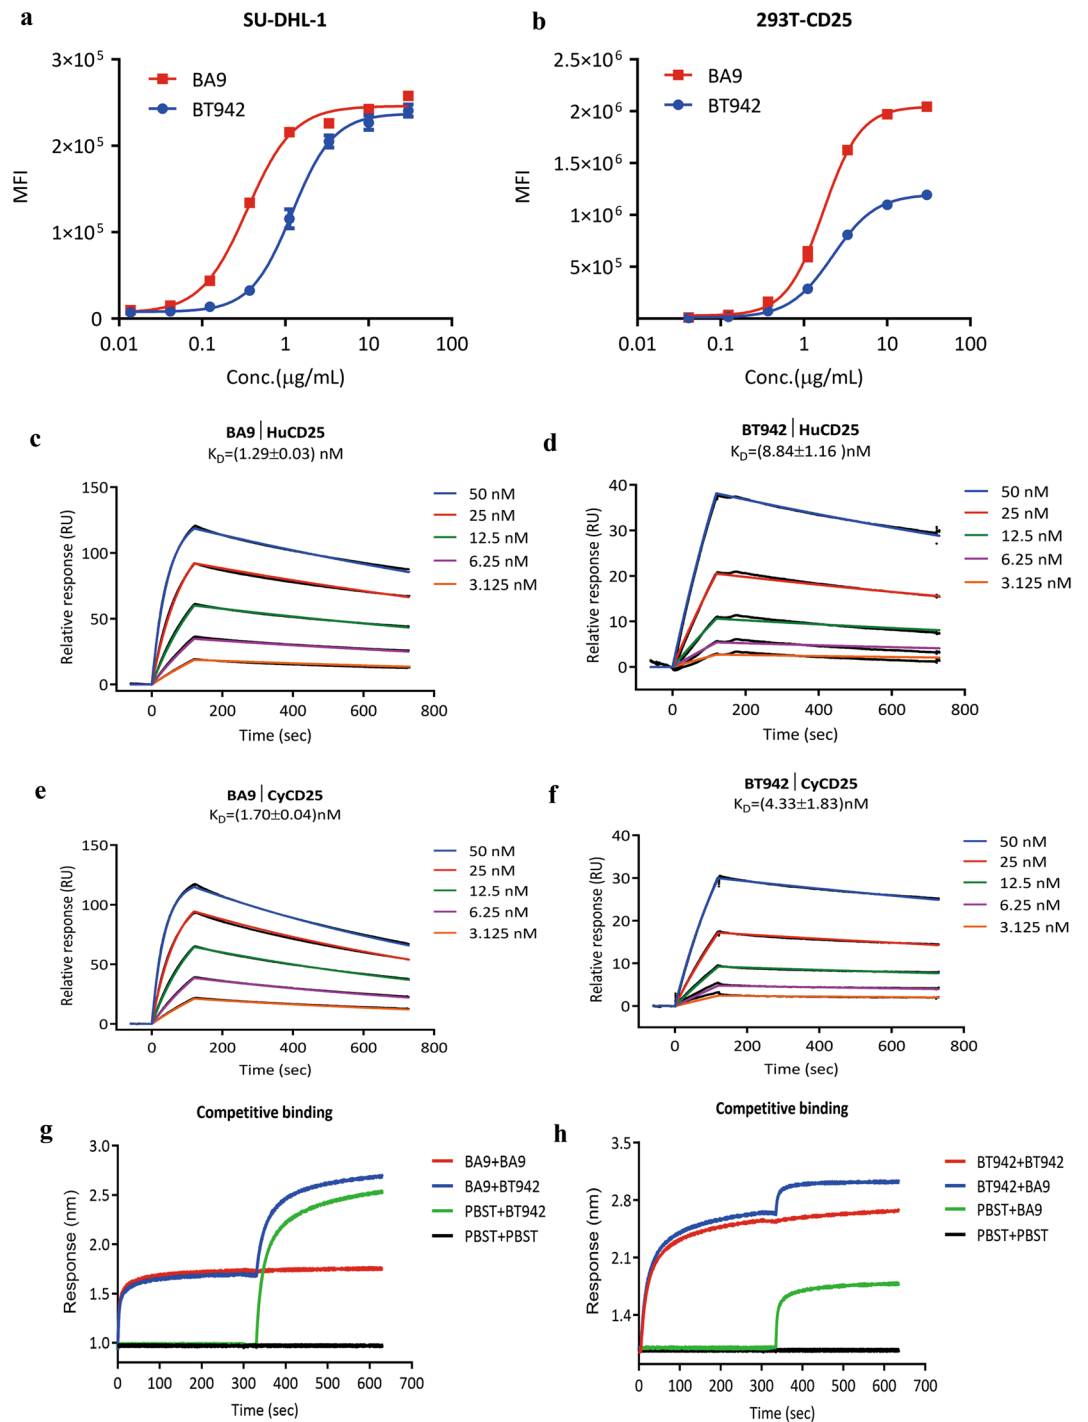 a
SU-DHL-1
3×10⁵
2×10⁵
1×10⁵
0
MFI
BA9
BT942
0.01 0.1 1 10 100
Conc.(μg/mL)
b
293T-CD25
2.5×10⁶
2.0×10⁶
1.5×10⁶
1×10⁶
5×10⁵
MFI
BA9
BT942
0.01 0.1 1 10 100
Conc.(μg/mL)
c
BA9 | HuCD25
K_D=(1.29±0.03) nM
150
100
50
0
Relative response (RU)
50 nM
25 nM
12.5 nM
6.25 nM
3.125 nM
0 200 400 600 800
Time (sec)
d
BT942 | HuCD25
K_D=(8.84±1.16 )nM
40
30
20
10
0
Relative response (RU)
50 nM
25 nM
12.5 nM
6.25 nM
3.125 nM
0 200 400 600 800
Time (sec)
e
BA9 | CyCD25
K_D=(1.70±0.04)nM
150
100
50
0
Relative response (RU)
50 nM
25 nM
12.5 nM
6.25 nM
3.125 nM
0 200 400 600 800
Time (sec)
f
BT942 | CyCD25
K_D=(4.33±1.83)nM
40
30
20
10
0
Relative response (RU)
50 nM
25 nM
12.5 nM
6.25 nM
3.125 nM
0 200 400 600 800
Time (sec)
g
Competitive binding
3.0
2.5
2.0
1.5
1.0
Response (nm)
BA9+BA9
BA9+BT942
PBST+BT942
PBST+PBST
0 100 200 300 400 500 600 700
Time (sec)
h
Competitive binding
3.5
2.8
2.1
1.4
Response (nm)
BT942+BT942
BT942+BA9
PBST+BA9
PBST+PBST
0 100 200 300 400 500 600 700
Time (sec)